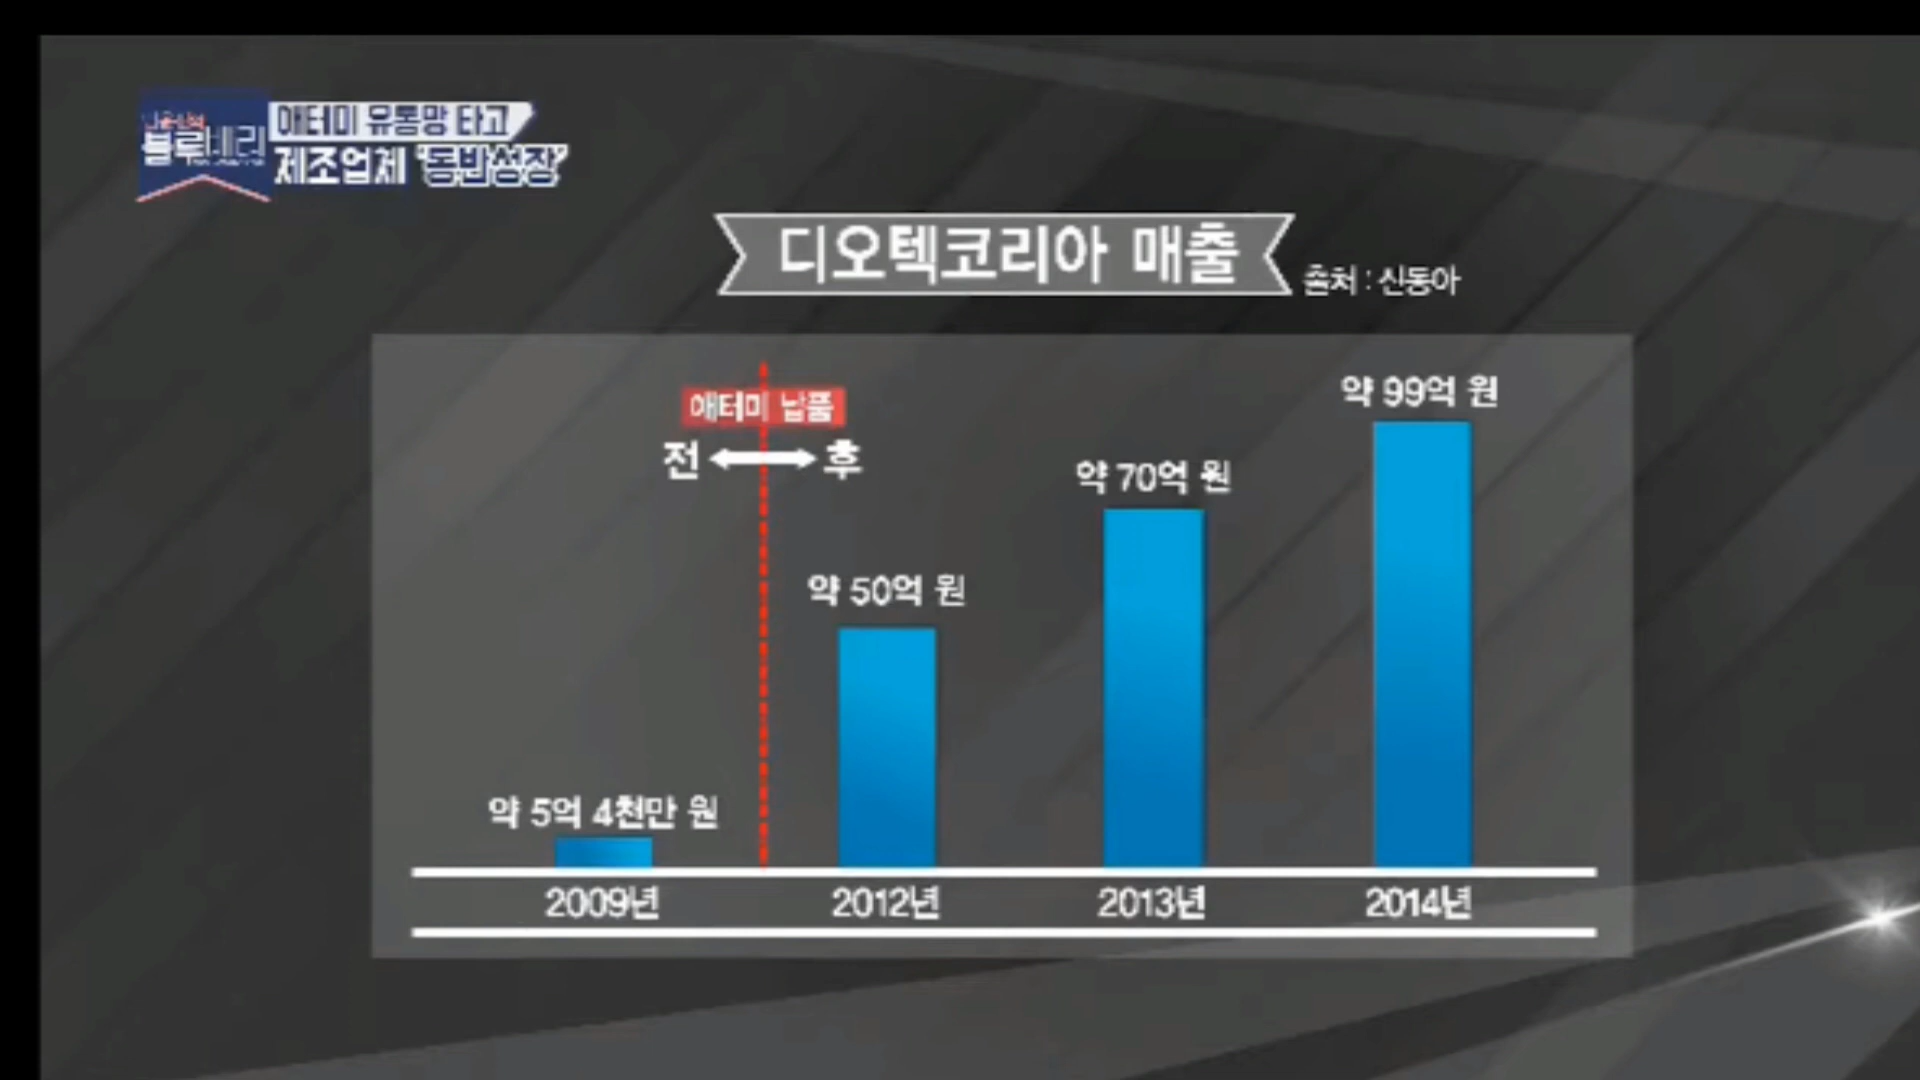 블루베리
애터미 유통망 타고
제조업체 '동반성장'
디오텍코리아 매출
출처 : 신동아
애터미 납품
전 후
약 5억 4천만 원
약 50억 원
약 70억 원
약 99억 원
2009년 2012년 2013년 2014년